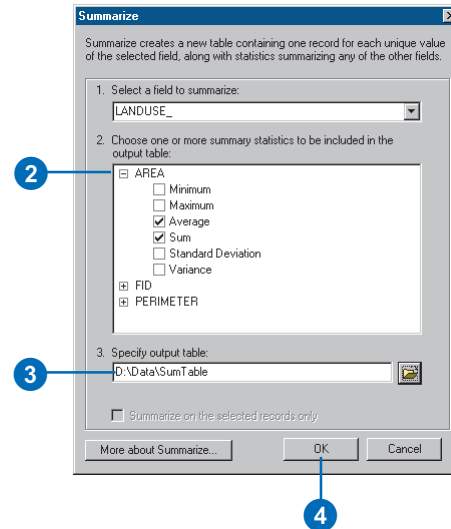 Summarize
Summarize creates a new table containing one record for each unique value
of the selected field, along with statistics summarizing any of the other fields.
1. Select a field to summarize:
LANDUSE_
2. Choose one or more summary statistics to be included in the
output table:
2
AREA
Minimum
Maximum
Average
Sum
Standard Deviation
Variance
FID
PERIMETER
3. Specify output table:
3
D:\Data\SumTable
Summarize on the selected records only
More about Summarize...
OK
Cancel
4